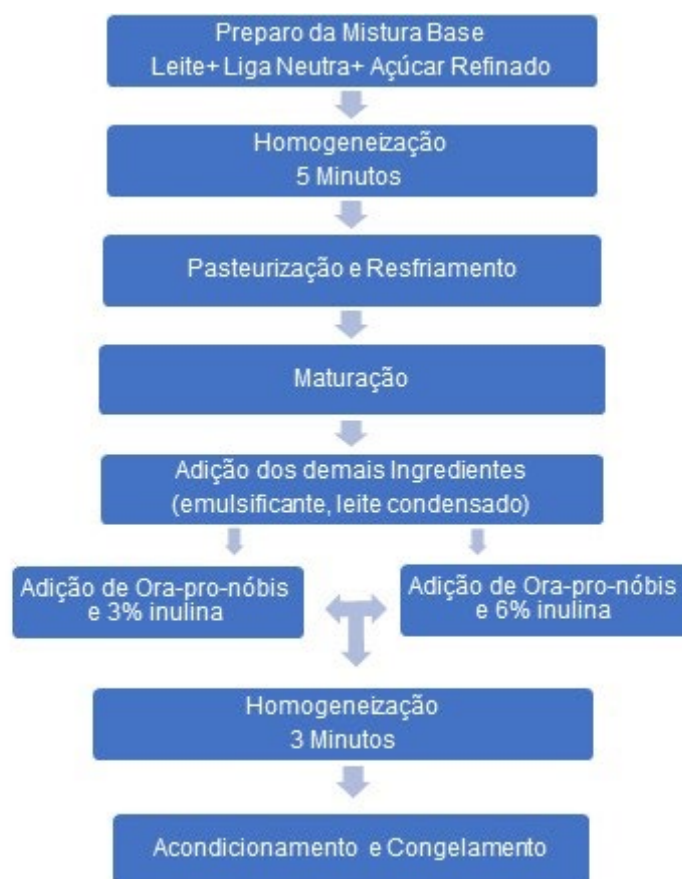 Preparo da Mistura Base
Leite+ Liga Neutra+ Açúcar Refinado
Homogeneização
5 Minutos
Pasteurização e Resfriamento
Maturação
Adição dos demais Ingredientes
(emulsificante, leite condensado)
Adição de Ora-pro-nóbis
e 3% inulina
Adição de Ora-pro-nóbis
e 6% inulina
Homogeneização
3 Minutos
Acondicionamento e Congelamento